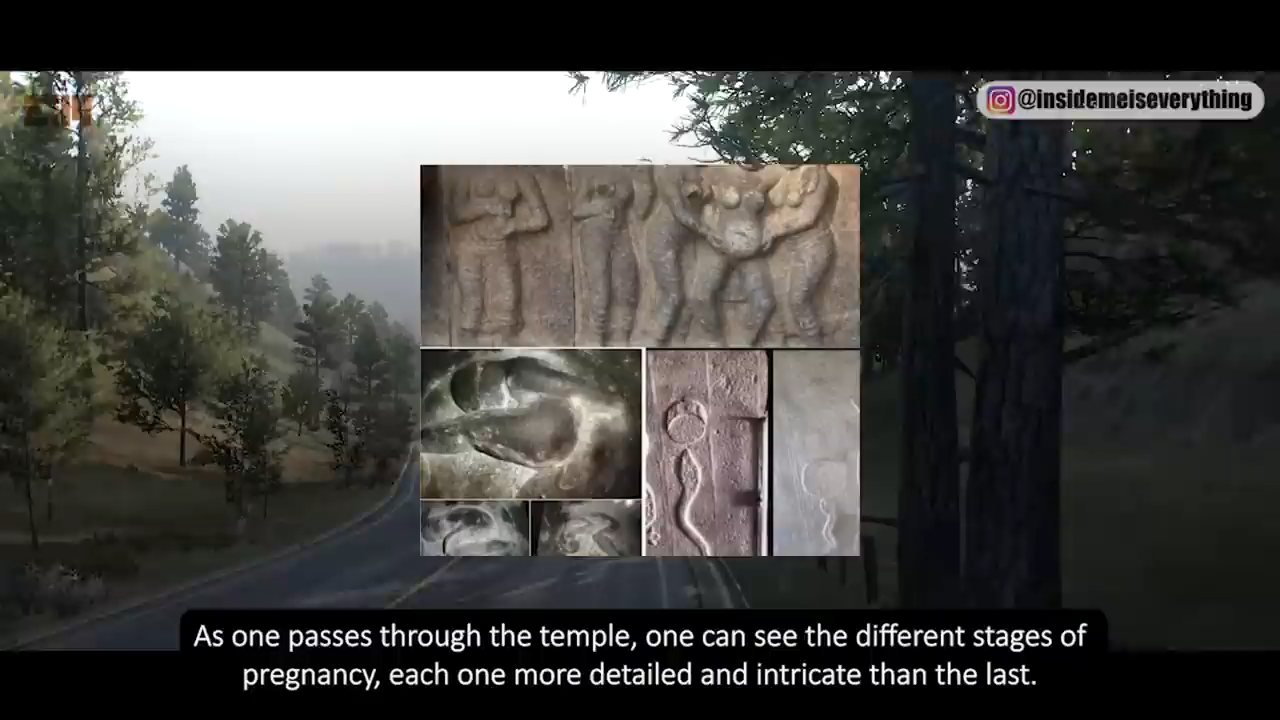 @insidemeiseverything
As one passes through the temple, one can see the different stages of
pregnancy, each one more detailed and intricate than the last.